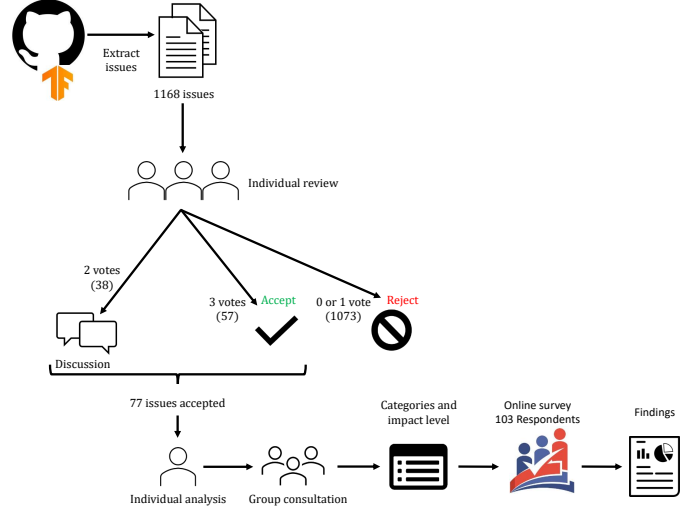 Extract
issues
1168 issues
Individual review
2 votes
(38)
3 votes
(57)
Accept
0 or 1 vote
(1073)
Reject
Discussion
77 issues accepted
Individual analysis
Group consultation
Categories and
impact level
Online survey
103 Respondents
Findings